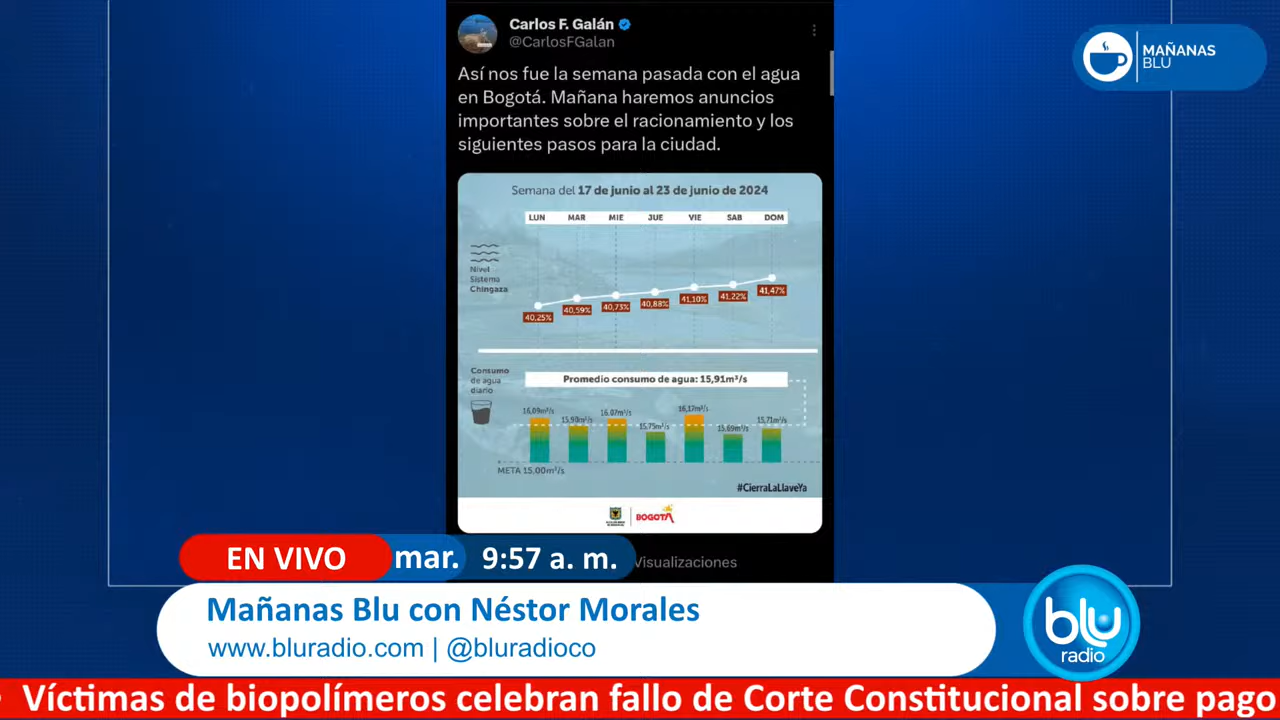 Carlos F. Galán
@CarlosFGalan
Así nos fue la semana pasada con el agua
en Bogotá. Mañana haremos anuncios
importantes sobre el racionamiento y los
siguientes pasos para la ciudad.
MAÑANAS
BLU
Semana del 17 de junio al 23 de junio de 2024
LUN MAR MIE JUE VIE SAB DOM
Nivel
Sistema
Chingaza
40,25% 40,59% 40,73% 40,88% 41,10% 41,22% 41,47%
Consumo
de agua
diario
Promedio consumo de agua: 15,91m³/s
16,09m³/s 15,90m³/s 16,07m³/s 15,75m³/s 16,17m³/s 15,69m³/s 15,71m³/s
META 15.00m³/s
#CierraLaLlaveYa
BOGOTÁ
Visualizaciones
EN VIVO mar. 9:57 a. m.
Mañanas Blu con Néstor Morales
www.bluradio.com | @bluradioco
blu
radio
Víctimas de biopolímeros celebran fallo de Corte Constitucional sobre pago